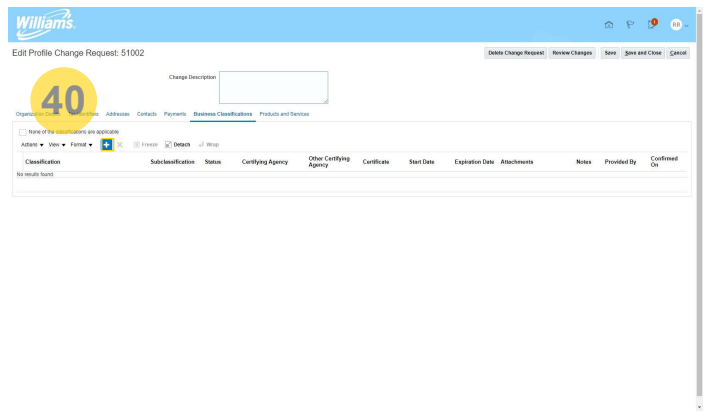 Williams.
RR
Edit Profile Change Request: 51002
Delete Change Request Review Changes Save Save and Close Cancel
Change Description
40
Addresses Contacts Payments Business Classifications Products and Services
None of the classifications are applicable
Actions View Format Freeze Detach Wrap
Classification Subclassification Status Certifying Agency Other Certifying Agency Certificate Start Date Expiration Date Attachments Notes Provided By Confirmed On
No results found.